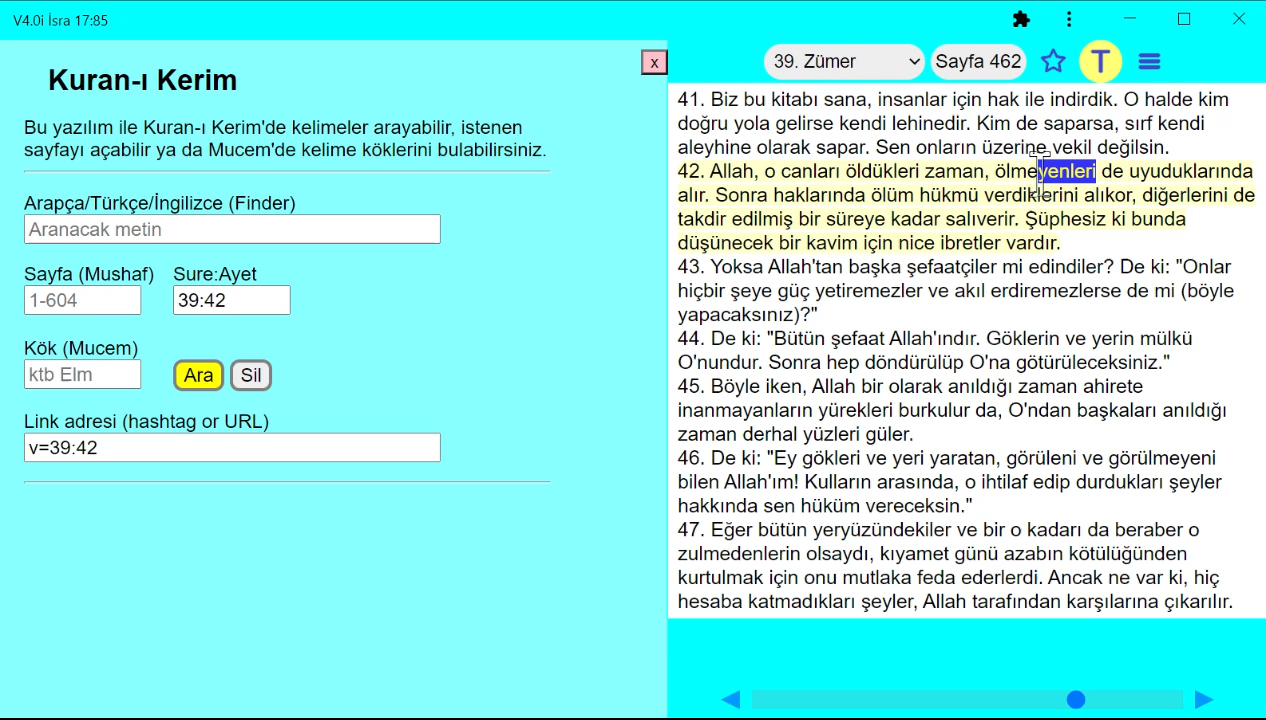 V4.0i İsra 17:85
Kuran-ı Kerim
x
Bu yazılım ile Kuran-ı Kerim'de kelimeler arayabilir, istenen
sayfayı açabilir ya da Mucem'de kelime köklerini bulabilirsiniz.
Arapça/Türkçe/İngilizce (Finder)
Aranacak metin
Sayfa (Mushaf) Sure:Ayet
1-604 39:42
Kök (Mucem)
ktb Elm Ara Sil
Link adresi (hashtag or URL)
v=39:42
39. Zümer Sayfa 462 T
41. Biz bu kitabı sana, insanlar için hak ile indirdik. O halde kim
doğru yola gelirse kendi lehinedir. Kim de saparsa, sırf kendi
aleyhine olarak sapar. Sen onların üzerine vekil değilsin.
42. Allah, o canları öldükleri zaman, ölmeyenleri de uyuduklarında
alır. Sonra haklarında ölüm hükmü verdiklerini alıkor, diğerlerini de
takdir edilmiş bir süreye kadar salıverir. Şüphesiz ki bunda
düşünecek bir kavim için nice ibretler vardır.
43. Yoksa Allah'tan başka şefaatçiler mi edindiler? De ki: "Onlar
hiçbir şeye güç yetiremezler ve akıl erdiremezlerse de mi (böyle
yapacaksınız)?"
44. De ki: "Bütün şefaat Allah'ındır. Göklerin ve yerin mülkü
O'nundur. Sonra hep döndürülüp O'na götürüleceksiniz."
45. Böyle iken, Allah bir olarak anıldığı zaman ahirete
inanmayanların yürekleri burkulur da, O'ndan başkaları anıldığı
zaman derhal yüzleri güler.
46. De ki: "Ey gökleri ve yeri yaratan, görüleni ve görülmeyeni
bilen Allah'ım! Kulların arasında, o ihtilaf edip durdukları şeyler
hakkında sen hüküm vereceksin."
47. Eğer bütün yeryüzündekiler ve bir o kadarı da beraber o
zulmedenlerin olsaydı, kıyamet günü azabın kötülüğünden
kurtulmak için onu mutlaka feda ederlerdi. Ancak ne var ki, hiç
hesaba katmadıkları şeyler, Allah tarafından karşılarına çıkarılır.